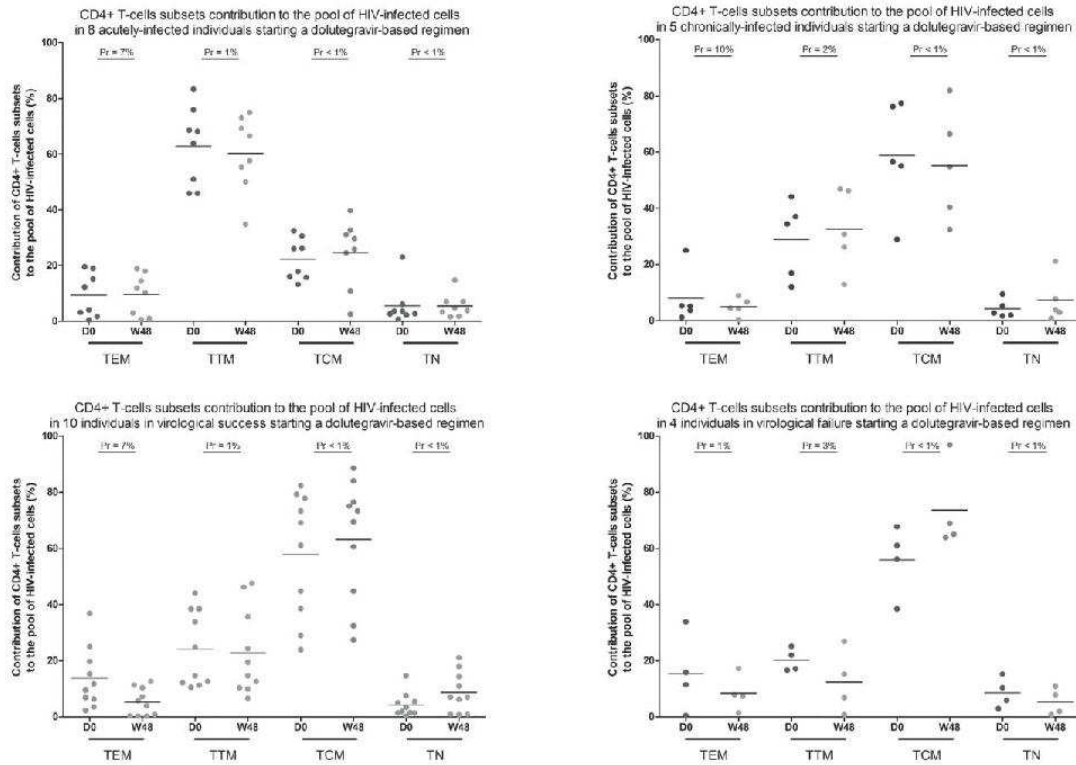 CD4+ T-cells subsets contribution to the pool of HIV-infected cells
in 8 acutely-infected individuals starting a dolutegravir-based regimen
Contribution of CD4+ T-cells subsets
to the pool of HIV-infected cells (%)
100
80
60
40
20
0
Pr = 7%
Pr = 1%
Pr < 1%
Pr < 1%
D0 W48 D0 W48 D0 W48 D0 W48
TEM TTM TCM TN
CD4+ T-cells subsets contribution to the pool of HIV-infected cells
in 5 chronically-infected individuals starting a dolutegravir-based regimen
Contribution of CD4+ T-cells subsets
to the pool of HIV-infected cells (%)
100
80
60
40
20
0
Pr = 10%
Pr = 2%
Pr < 1%
Pr < 1%
D0 W48 D0 W48 D0 W48 D0 W48
TEM TTM TCM TN
CD4+ T-cells subsets contribution to the pool of HIV-infected cells
in 10 individuals in virological success starting a dolutegravir-based regimen
Contribution of CD4+ T-cells subsets
to the pool of HIV-infected cells (%)
100
80
60
40
20
0
Pr = 7%
Pr = 1%
Pr < 1%
Pr < 1%
D0 W48 D0 W48 D0 W48 D0 W48
TEM TTM TCM TN
CD4+ T-cells subsets contribution to the pool of HIV-infected cells
in 4 individuals in virological failure starting a dolutegravir-based regimen
Contribution of CD4+ T-cells subsets
to the pool of HIV-infected cells (%)
100
80
60
40
20
0
Pr = 1%
Pr = 3%
Pr < 1%
Pr < 1%
D0 W48 D0 W48 D0 W48 D0 W48
TEM TTM TCM TN